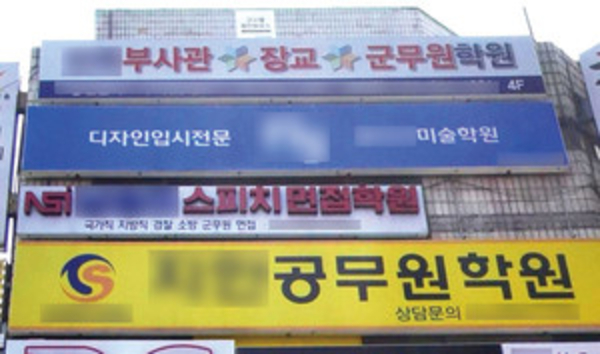 부사관 장교 군무원학원
4F
디자인입시전문 미술학원
NSi 스피치면접학원
국가직 지방직 경찰 소방 군무원 면접
CS 공무원학원
상담문의